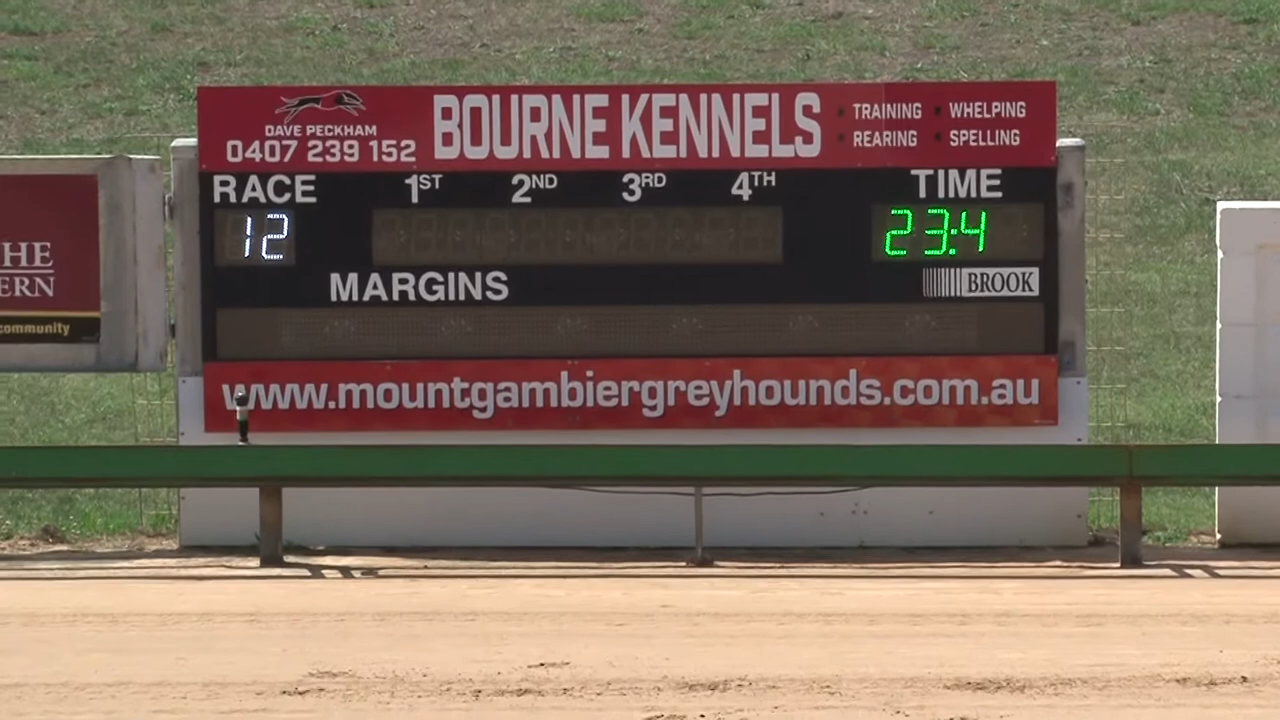 DAVE PECKHAM
0407 239 152
BOURNE KENNELS
• TRAINING • WHELPING
• REARING • SPELLING
RACE 1ST 2ND 3RD 4TH TIME
12 23:4
MARGINS
BROOK
www.mountgambiergreyhounds.com.au
HE
ERN
community